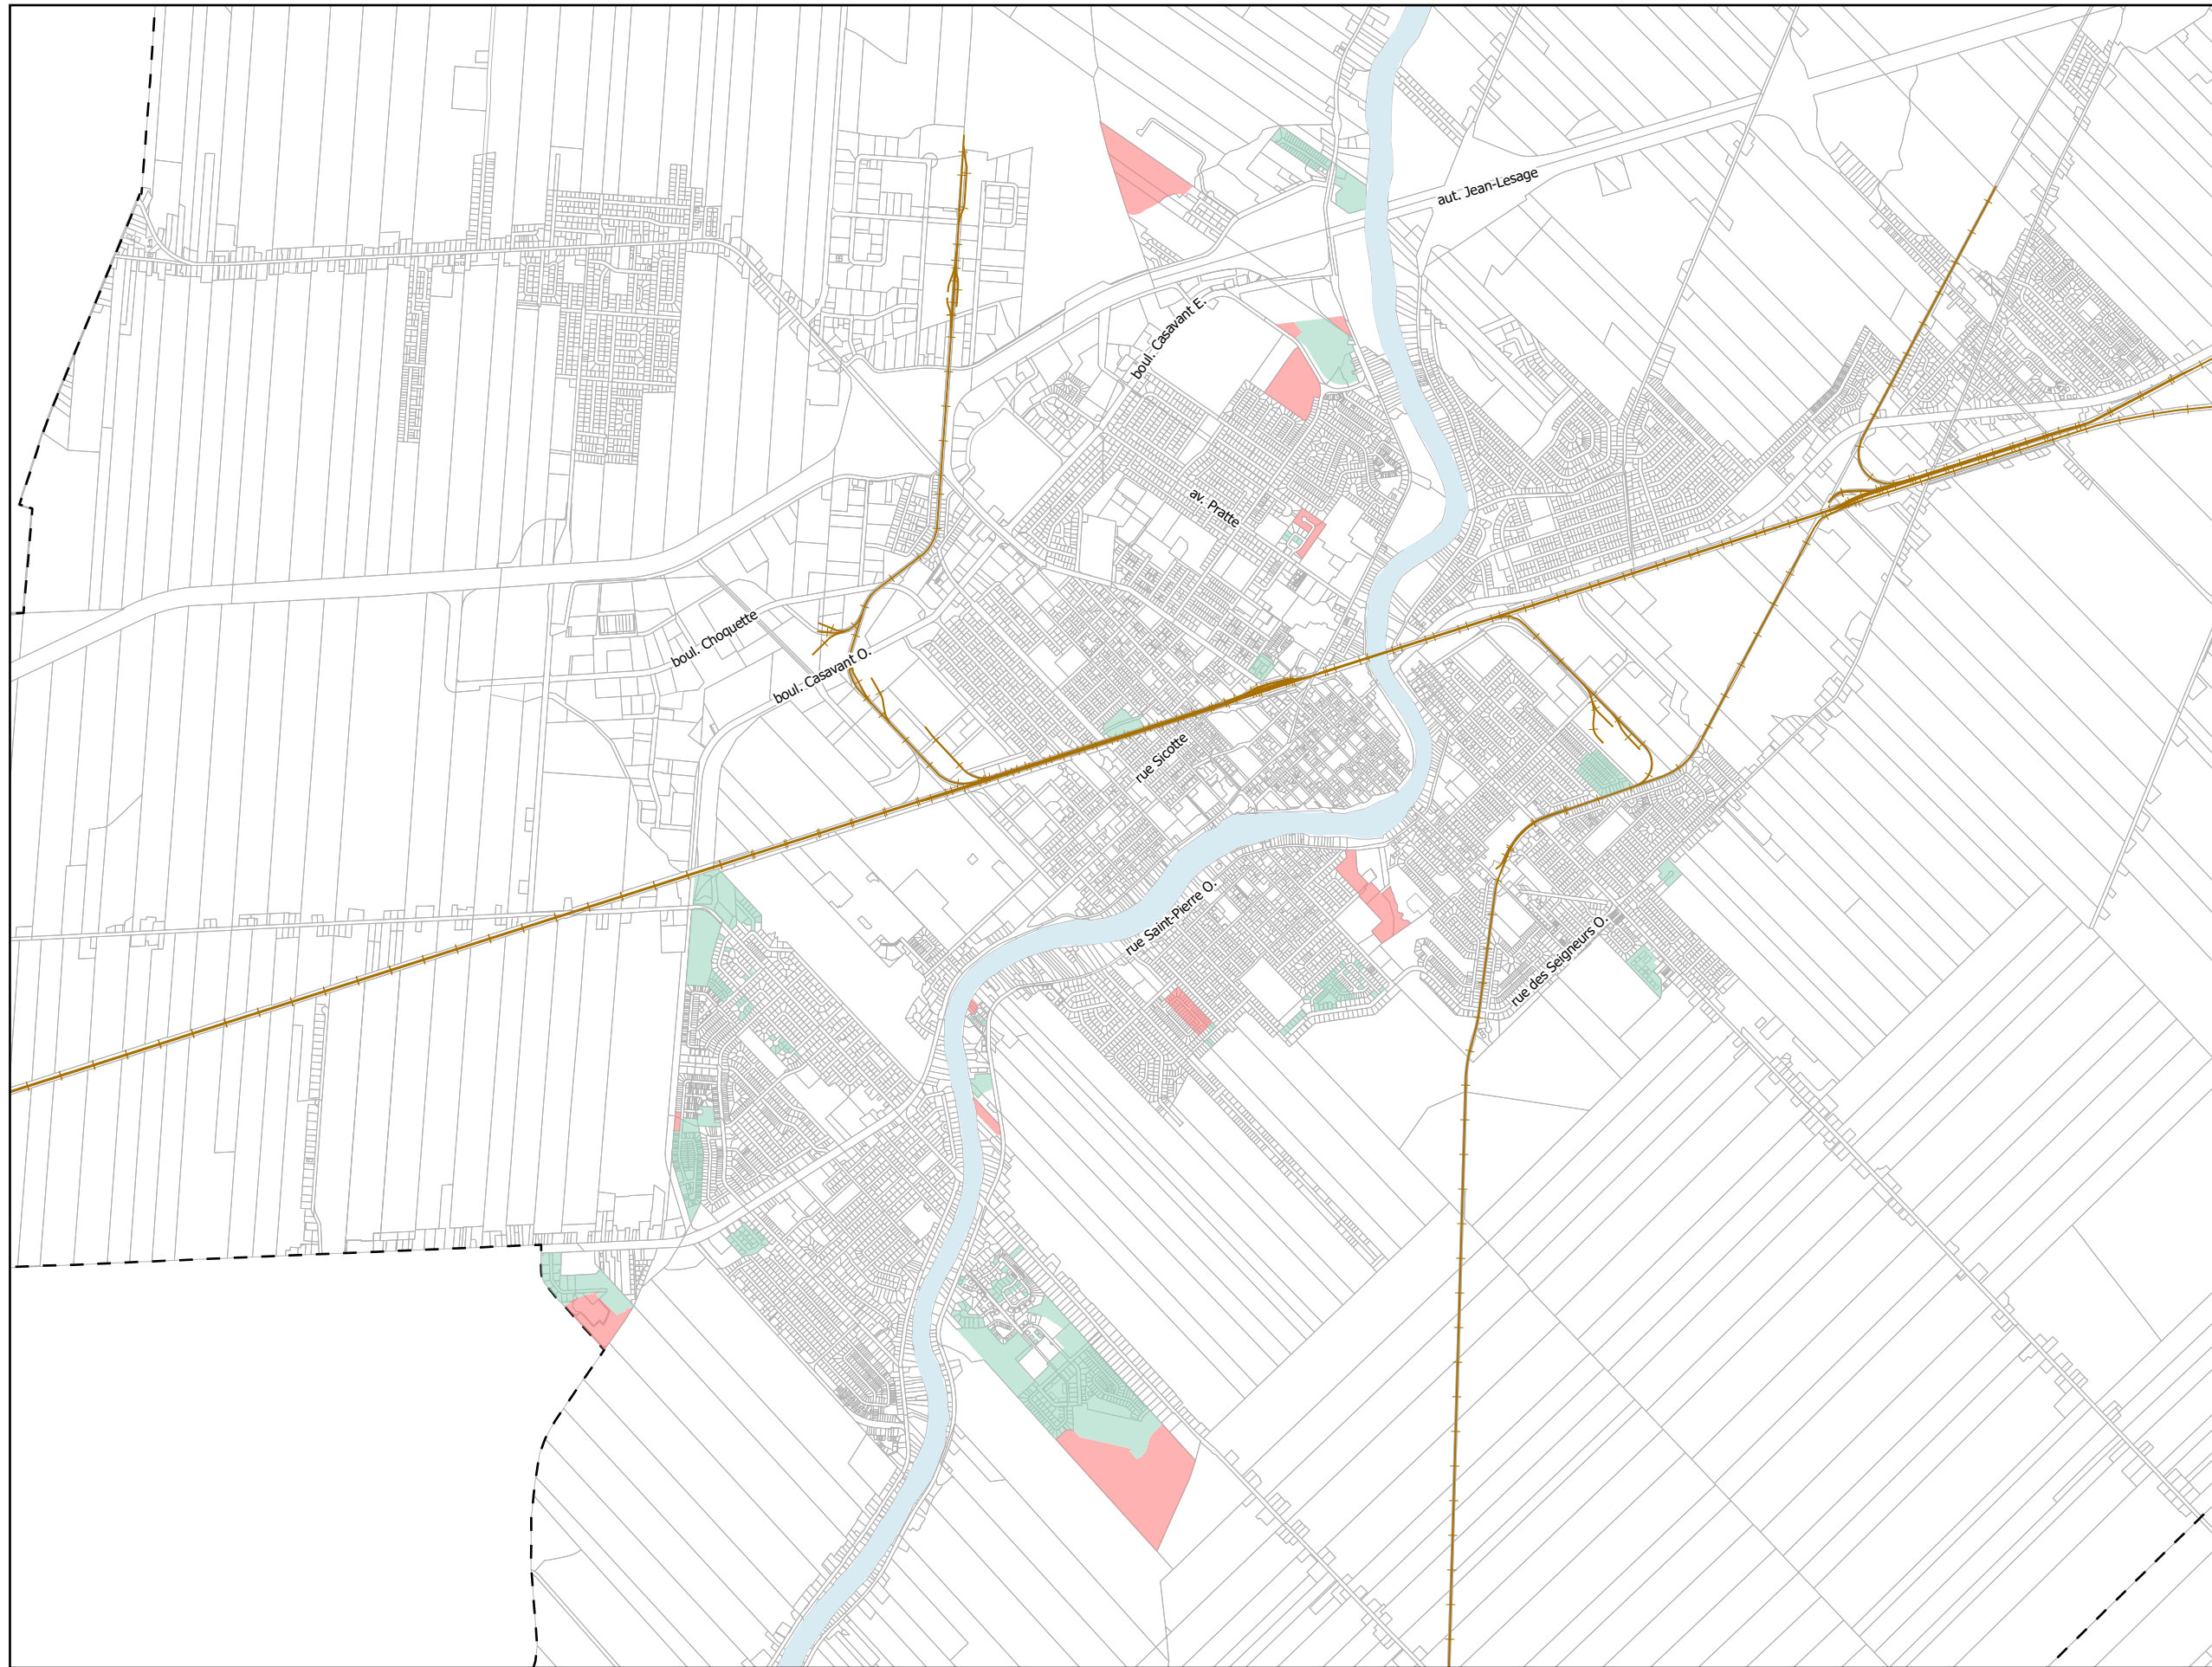 aut. Jean-Lesage
boul. Casavant E.
av. Pratte
boul. Choquette
boul. Casavant O.
rue Sicotte
rue Saint-Pierre O.
rue des Seigneurs O.